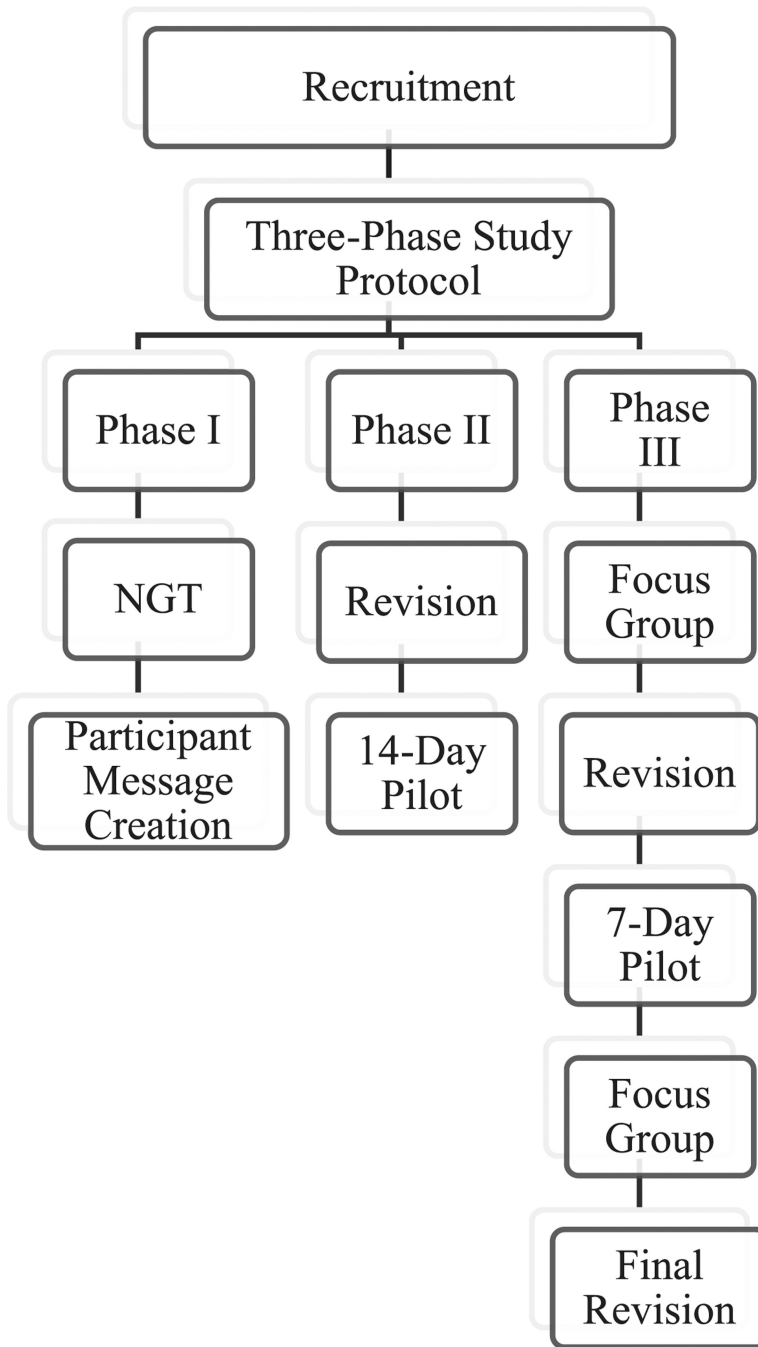 Recruitment
Three-Phase Study
Protocol
Phase I
Phase II
Phase
III
NGT
Revision
Focus
Group
Participant
Message
Creation
14-Day
Pilot
Revision
7-Day
Pilot
Focus
Group
Final
Revision